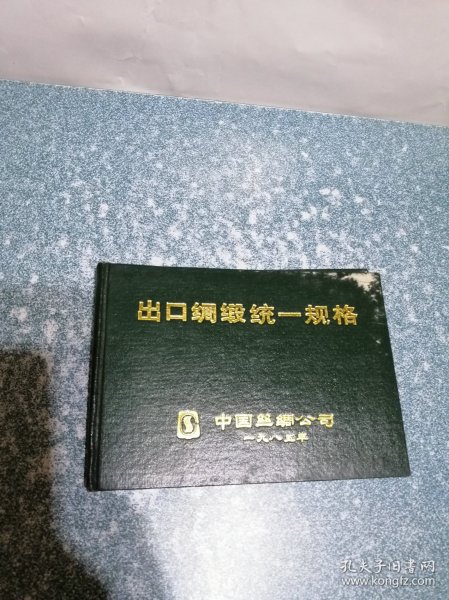 出口绸缎统一规格
中国丝绸公司
一九八五年
孔夫子旧书网
www.kongfz.com